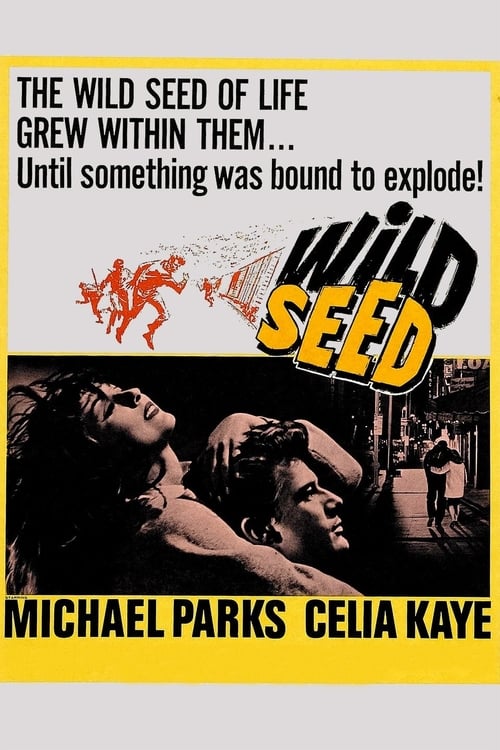 THE WILD SEED OF LIFE
GREW WITHIN THEM...
Until something was bound to explode!
WILD
SEED
STARRING
MICHAEL PARKS CELIA KAYE